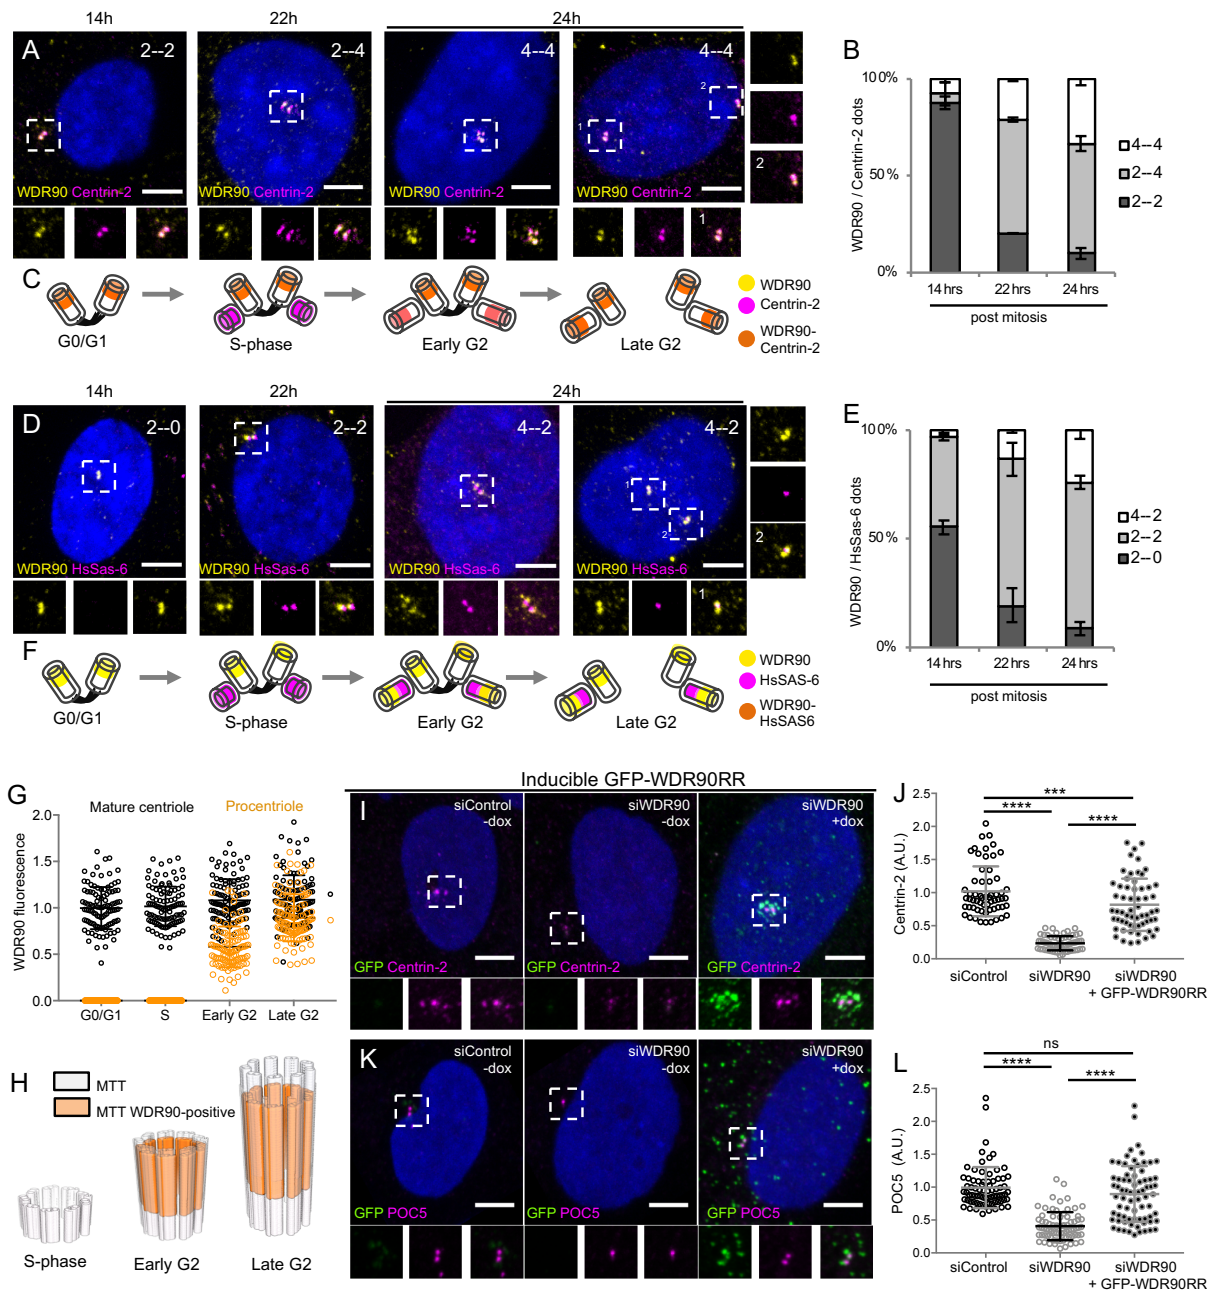 14h
22h
24h
A
2--2
2--4
4--4
4--4
1
2
WDR90 Centrin-2
WDR90 Centrin-2
WDR90 Centrin-2
WDR90 Centrin-2
2
1
B
WDR90 / Centrin-2 dots
100%
50%
0%
14 hrs
22 hrs
24 hrs
post mitosis
4--4
2--4
2--2
C
G0/G1
S-phase
Early G2
Late G2
WDR90
Centrin-2
WDR90-
Centrin-2
14h
22h
24h
D
2--0
2--2
4--2
4--2
1
2
WDR90 HsSas-6
WDR90 HsSas-6
WDR90 HsSas-6
WDR90 HsSas-6
2
1
E
WDR90 / HsSas-6 dots
100%
50%
0%
14 hrs
22 hrs
24 hrs
post mitosis
4--2
2--2
2--0
F
G0/G1
S-phase
Early G2
Late G2
WDR90
HsSAS-6
WDR90-
HsSAS6
G
Mature centriole
Procentriole
WDR90 fluorescence
2.0
1.5
1.0
0.5
0.0
G0/G1
S
Early G2
Late G2
H
MTT
MTT WDR90-positive
S-phase
Early G2
Late G2
Inducible GFP-WDR90RR
I
siControl
-dox
siWDR90
-dox
siWDR90
+dox
GFP Centrin-2
GFP Centrin-2
GFP Centrin-2
J
Centrin-2 (A.U.)
2.5
2.0
1.5
1.0
0.5
0.0
***
****
****
siControl
siWDR90
siWDR90
+ GFP-WDR90RR
K
siControl
-dox
siWDR90
-dox
siWDR90
+dox
GFP POC5
GFP POC5
GFP POC5
L
POC5 (A.U.)
2.5
2.0
1.5
1.0
0.5
0.0
ns
****
****
siControl
siWDR90
siWDR90
+ GFP-WDR90RR